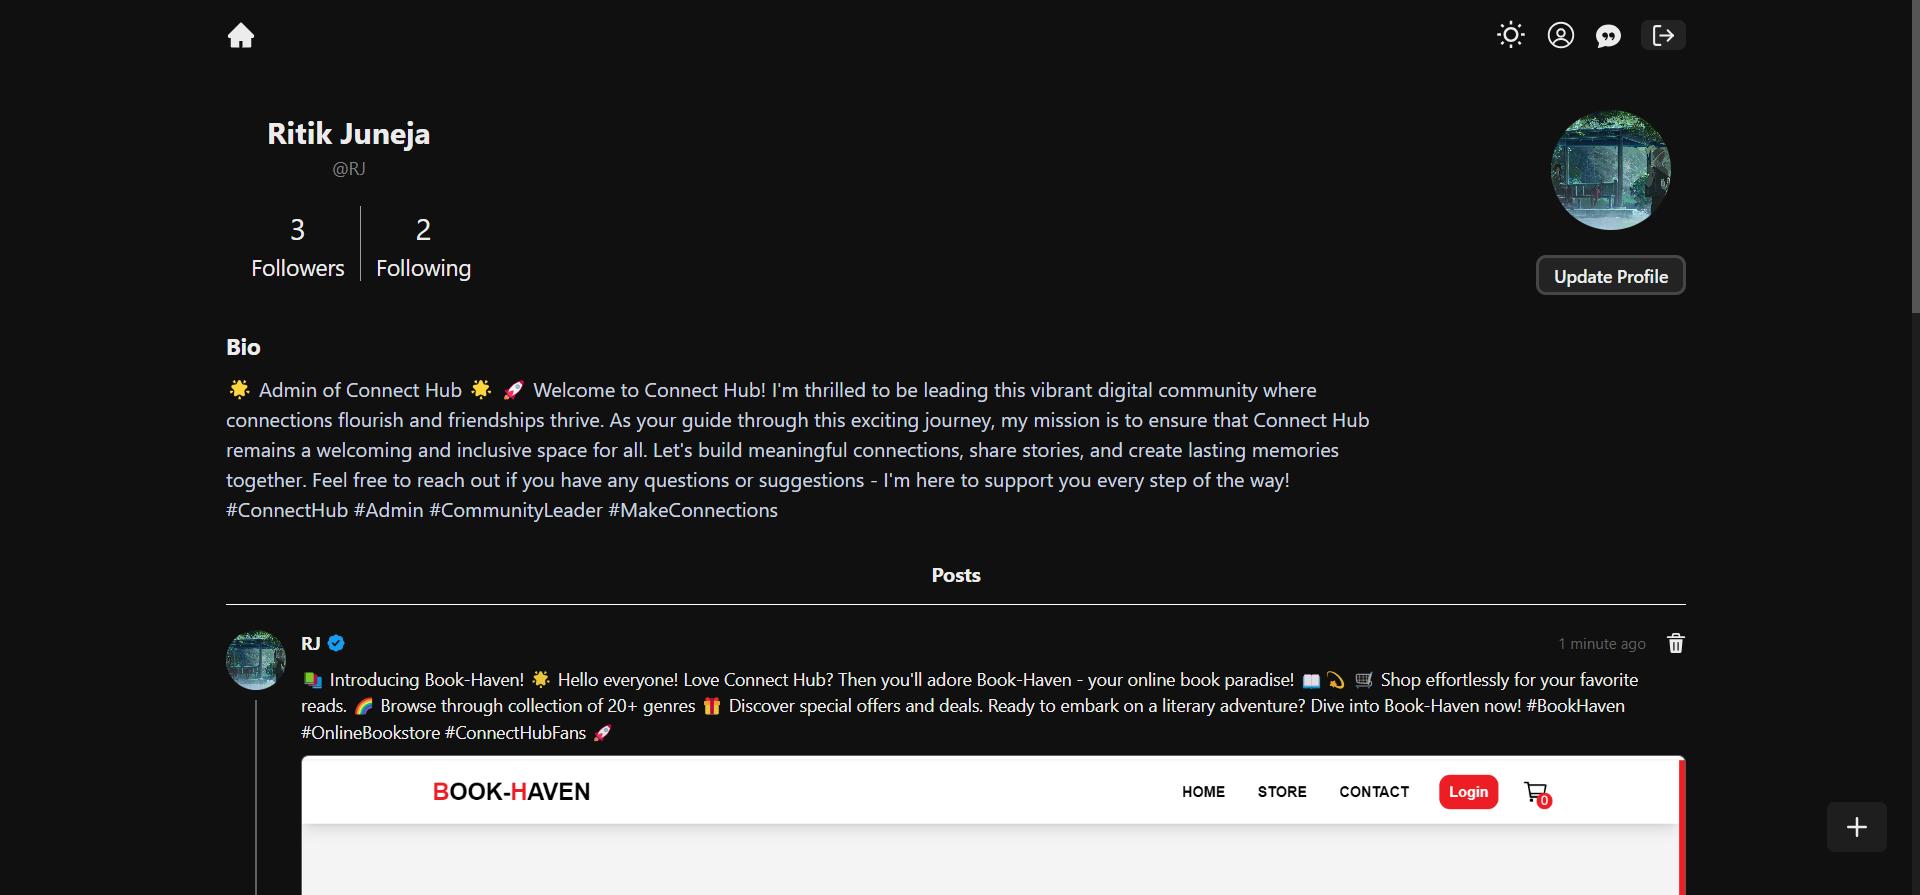 Ritik Juneja
@RJ
3
Followers
2
Following
Update Profile
Bio
🌟 Admin of Connect Hub 🌟 🚀 Welcome to Connect Hub! I'm thrilled to be leading this vibrant digital community where
connections flourish and friendships thrive. As your guide through this exciting journey, my mission is to ensure that Connect Hub
remains a welcoming and inclusive space for all. Let's build meaningful connections, share stories, and create lasting memories
together. Feel free to reach out if you have any questions or suggestions - I'm here to support you every step of the way!
#ConnectHub #Admin #CommunityLeader #MakeConnections
Posts
RJ 1 minute ago
📚 Introducing Book-Haven! 🌟 Hello everyone! Love Connect Hub? Then you'll adore Book-Haven - your online book paradise! 📖 💫 🛒 Shop effortlessly for your favorite
reads. 🌈 Browse through collection of 20+ genres 🎁 Discover special offers and deals. Ready to embark on a literary adventure? Dive into Book-Haven now! #BookHaven
#OnlineBookstore #ConnectHubFans 🚀
BOOK-HAVEN HOME STORE CONTACT Login 0